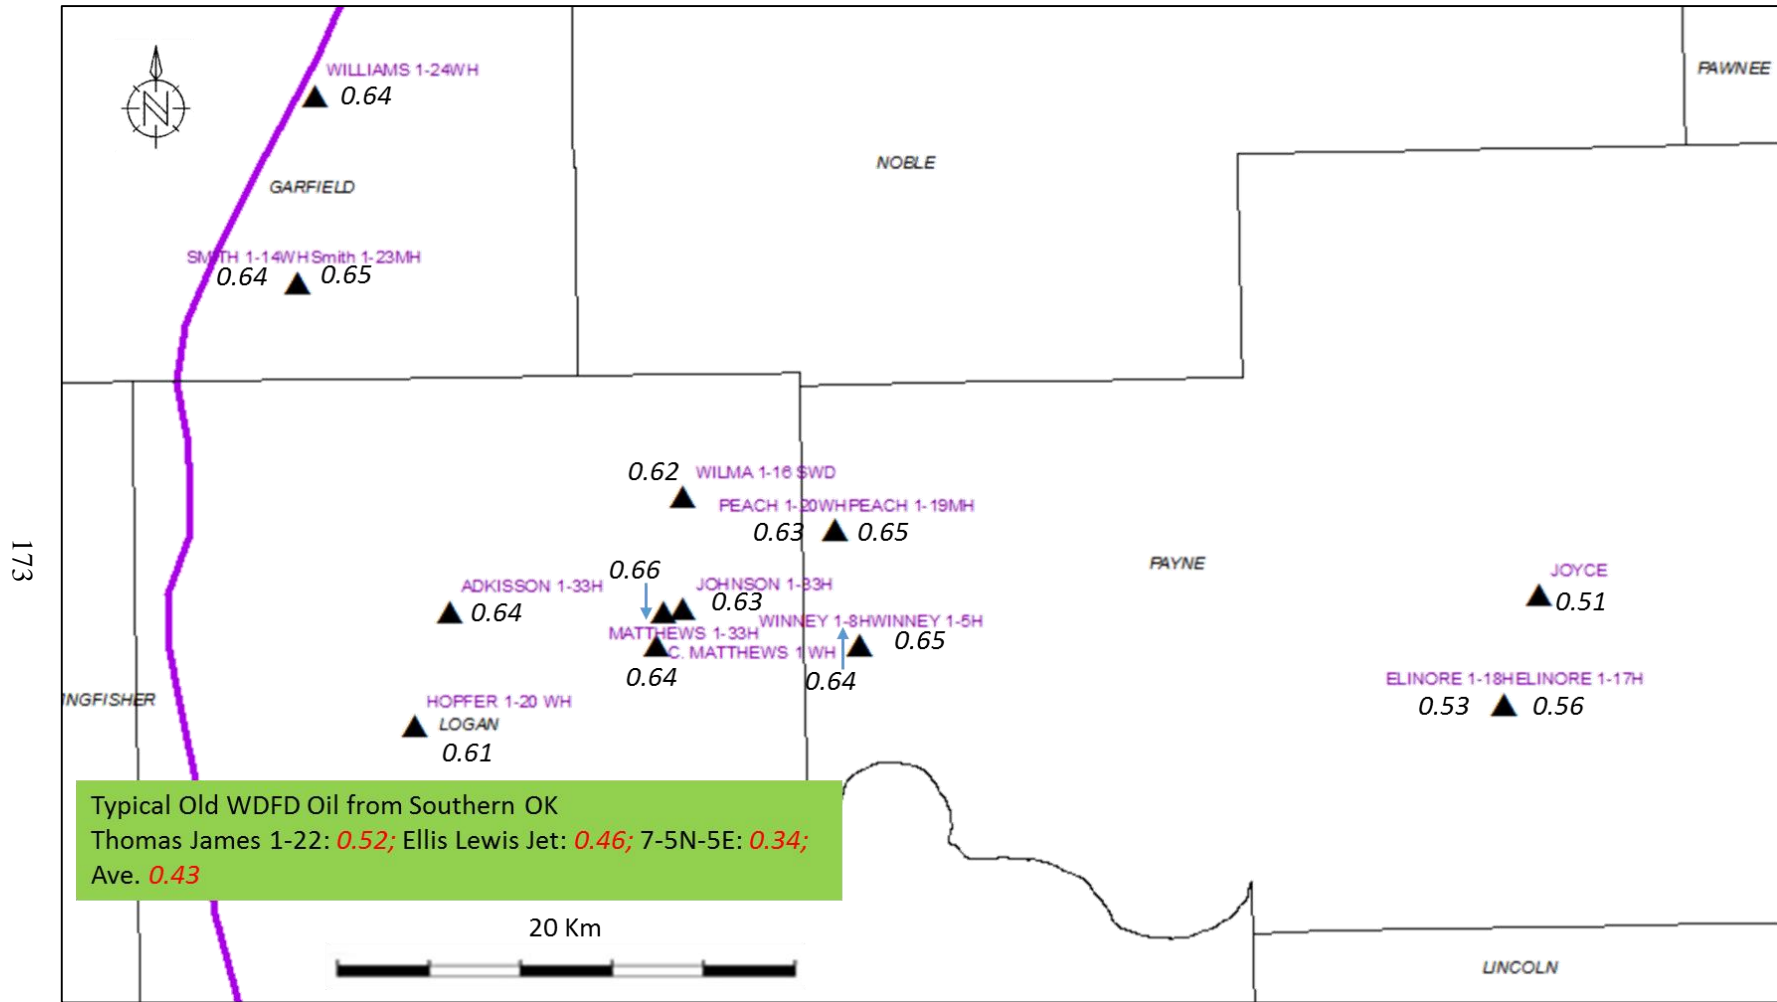 WILLIAMS 1-24WH
0.64
PAWNEE
N
NOBLE
GARFIELD
SMITH 1-14WH Smith 1-23MH
0.64 0.65
0.62 WILMA 1-16 SWD
PEACH 1-20WH PEACH 1-19MH
0.63 0.65
173
PAYNE
0.66
ADKISSON 1-33H
JOHNSON 1-33H
JOYCE
0.64
0.63
0.51
MATTHEWS 1-33H
WINNEY 1-8H WINNEY 1-5H
0.65
C. MATTHEWS 1 WH
0.64
0.64
ELINORE 1-18H ELINORE 1-17H
0.53 0.56
INGFISHER
HOPFER 1-20 WH
LOGAN
0.61
Typical Old WDFD Oil from Southern OK
Thomas James 1-22: 0.52; Ellis Lewis Jet: 0.46; 7-5N-5E: 0.34;
Ave. 0.43
20 Km
LINCOLN